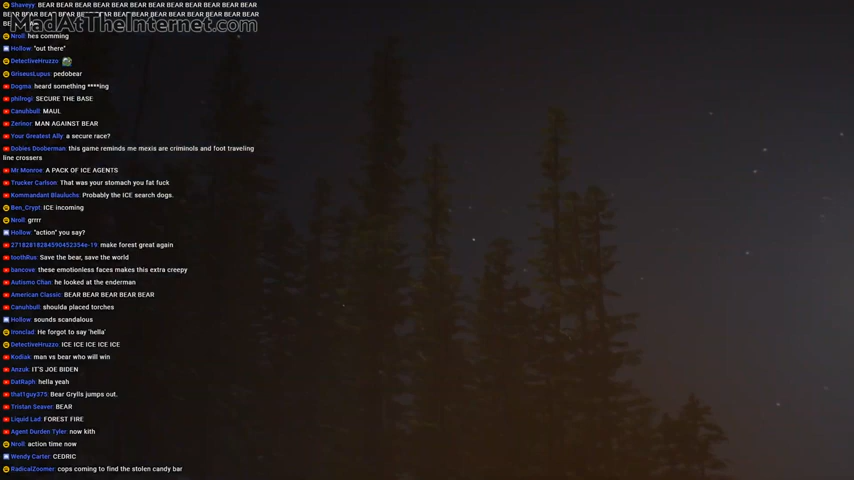 Shaveyy: BEAR BEAR BEAR BEAR BEAR BEAR BEAR BEAR BEAR BEAR BEAR BEAR
BEAR BEAR BEAR BEAR BEAR BEAR BEAR BEAR BEAR BEAR BEAR BEAR BEAR BEAR
MadAtTheInternet.com
Nroll: hes comming
Hollow: "out there"
DetectiveHruzzo:
GriseusLupus: pedobear
Dogma: heard something ****ing
philrogi: SECURE THE BASE
Canuhbull: MAUL
Zerinor: MAN AGAINST BEAR
Your Greatest Ally: a secure race?
Dobies Dooberman: this game reminds me mexis are criminals and foot traveling
line crossers
Mr Monroe: A PACK OF ICE AGENTS
Trucker Carlson: That was your stomach you fat fuck
Kommandant Blauluchs: Probably the ICE search dogs.
Ben_Crypt: ICE incoming
Nroll: grrrr
Hollow: "action" you say?
27182818284590452354e-19: make forest great again
toothRus: Save the bear, save the world
bancove: these emotionless faces makes this extra creepy
Autismo Chan: he looked at the enderman
American Classic: BEAR BEAR BEAR BEAR BEAR
Canuhbull: shoulda placed torches
Hollow: sounds scandalous
Ironclad: He forgot to say 'hella'
DetectiveHruzzo: ICE ICE ICE ICE ICE
Kodiak: man vs bear who will win
Anzuk: IT'S JOE BIDEN
DatRaph: hella yeah
that1guy375: Bear Grylls jumps out.
Tristan Seaver: BEAR
Liquid Lad: FOREST FIRE
Agent Durden Tyler: now kith
Nroll: action time now
Wendy Carter: CEDRIC
RadicalZoomer: cops coming to find the stolen candy bar